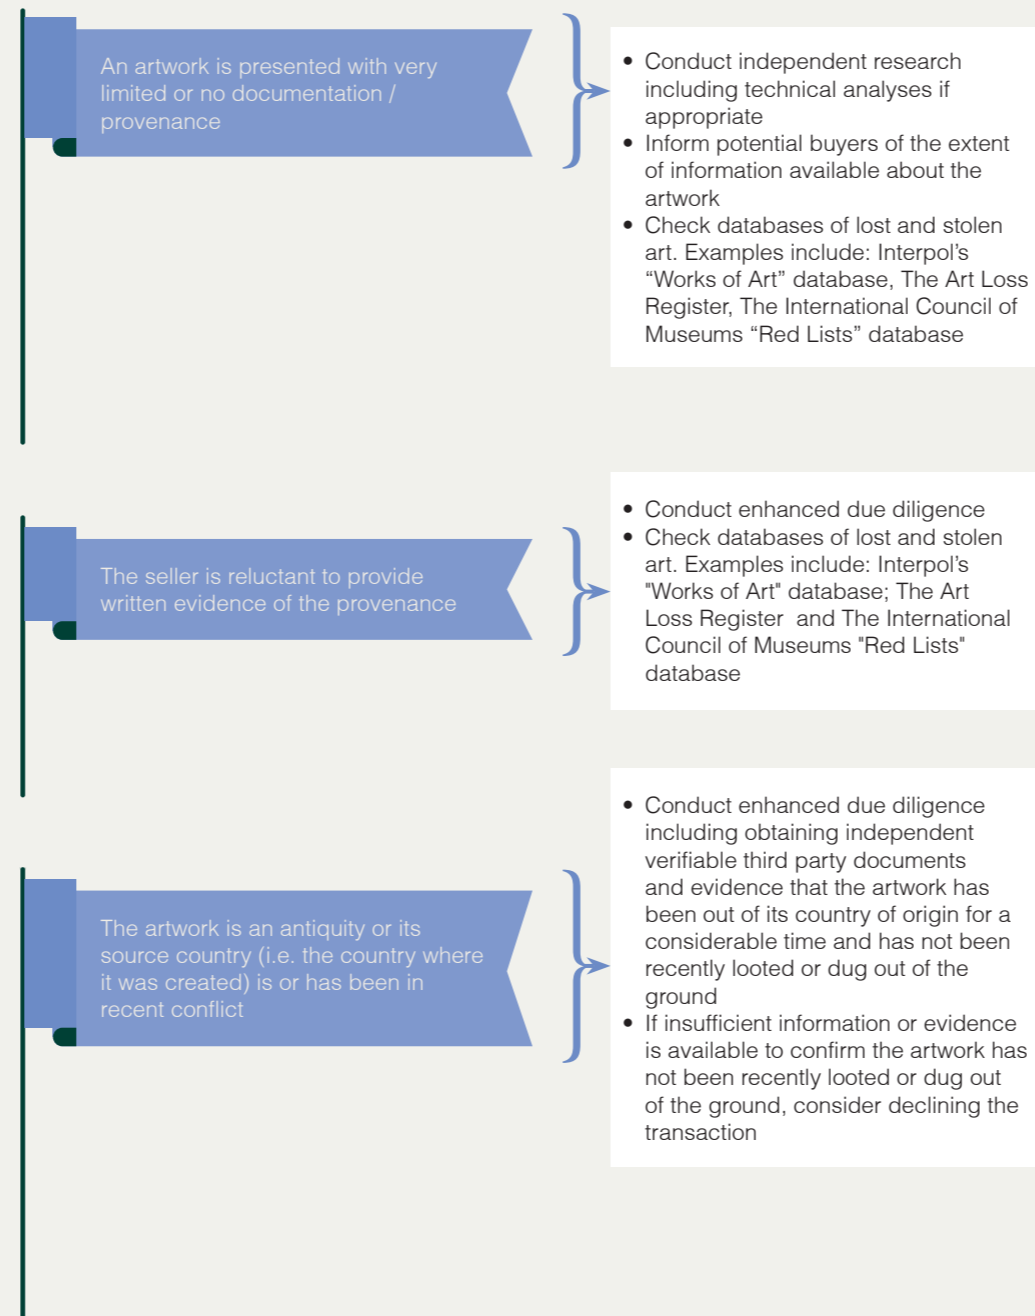 An artwork is presented with very
limited or no documentation /
provenance
• Conduct independent research
including technical analyses if
appropriate
• Inform potential buyers of the extent
of information available about the
artwork
• Check databases of lost and stolen
art. Examples include: Interpol’s
“Works of Art” database, The Art Loss
Register, The International Council of
Museums “Red Lists” database
The seller is reluctant to provide
written evidence of the provenance
• Conduct enhanced due diligence
• Check databases of lost and stolen
art. Examples include: Interpol's
"Works of Art" database; The Art
Loss Register  and The International
Council of Museums "Red Lists"
database
The artwork is an antiquity or its
source country (i.e. the country where
it was created) is or has been in
recent conflict
• Conduct enhanced due diligence
including obtaining independent
verifiable third party documents
and evidence that the artwork has
been out of its country of origin for a
considerable time and has not been
recently looted or dug out of the
ground
• If insufficient information or evidence
is available to confirm the artwork has
not been recently looted or dug out
of the ground, consider declining the
transaction